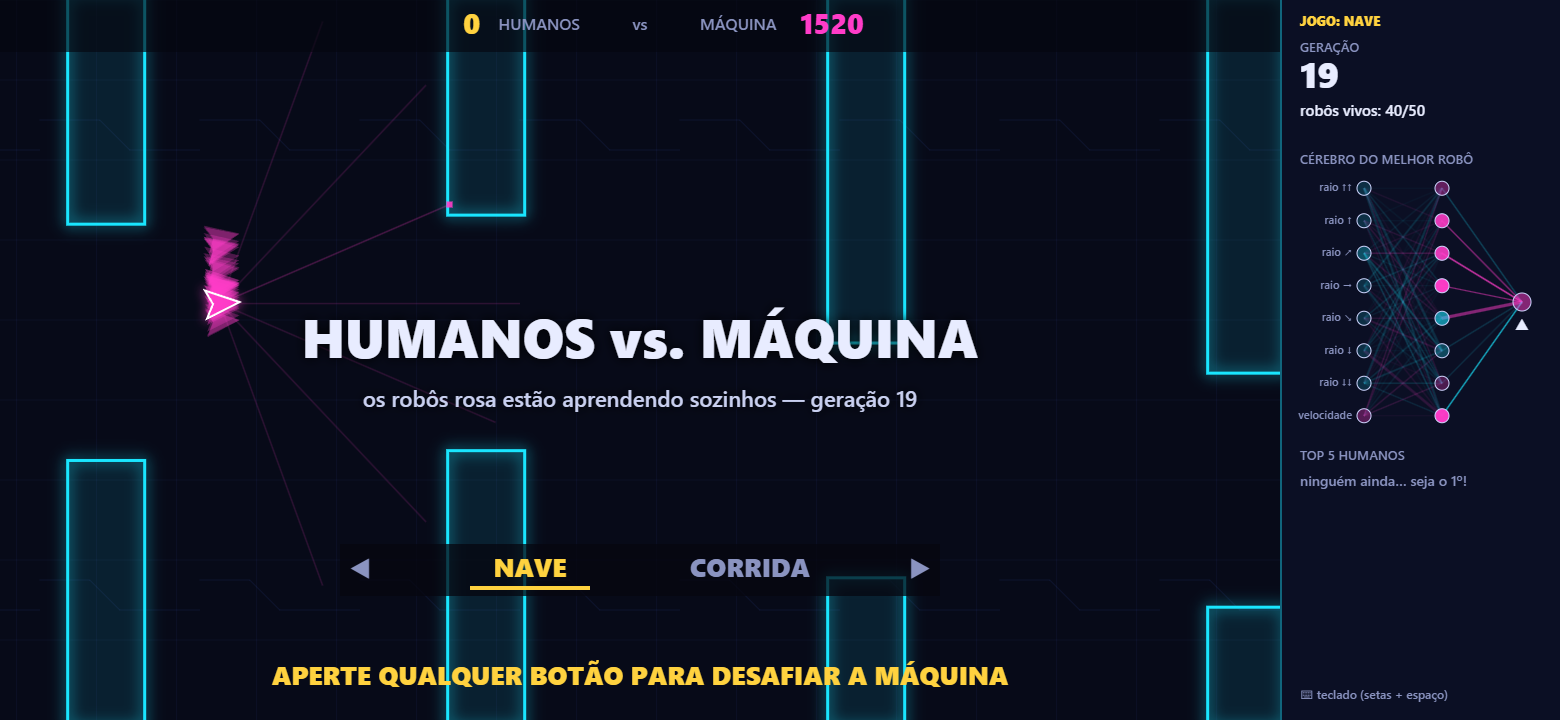 0 HUMANOS vs MÁQUINA 1520
HUMANOS vs. MÁQUINA
os robôs rosa estão aprendendo sozinhos — geração 19
◀ NAVE CORRIDA ▶
APERTE QUALQUER BOTÃO PARA DESAFIAR A MÁQUINA
JOGO: NAVE
GERAÇÃO
19
robôs vivos: 40/50
CÉREBRO DO MELHOR ROBÔ
raio ↑↑
raio ↑
raio ↗
raio →
raio ↘
raio ↓
raio ↓↓
velocidade
▲
TOP 5 HUMANOS
ninguém ainda... seja o 1º!
⌨ teclado (setas + espaço)